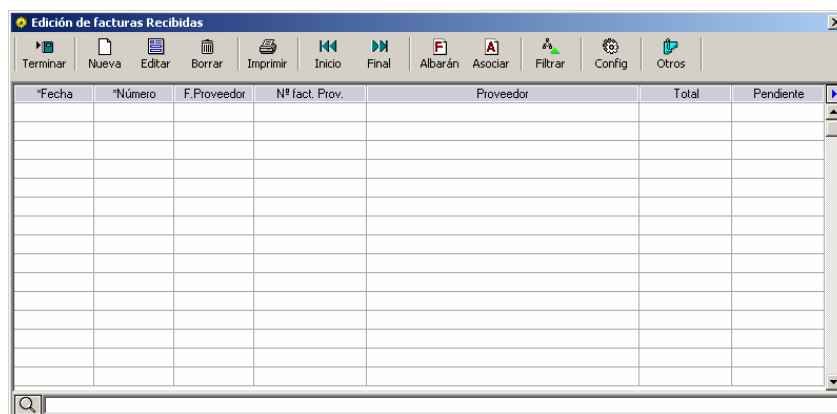 Edición de facturas Recibidas
Terminar Nueva Editar Borrar Imprimir Inicio Final Albarán Asociar Filtrar Config Otros
*Fecha *Número F.Proveedor Nº fact. Prov. Proveedor Total Pendiente